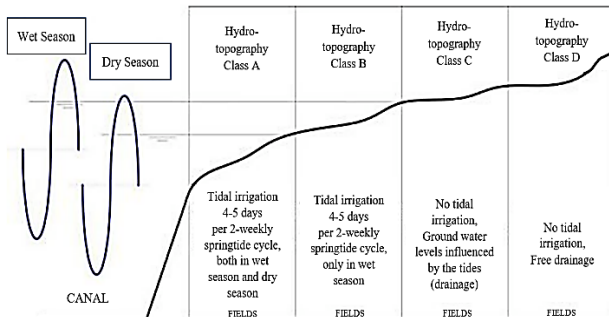 Wet Season
Dry Season
CANAL
Hydro-
topography
Class A
Tidal irrigation
4-5 days
per 2-weekly
springtide cycle,
both in wet
season and dry
season
FIELDS
Hydro-
topography
Class B
Tidal irrigation
4-5 days
per 2-weekly
springtide cycle,
only in wet
season
FIELDS
Hydro-
topography
Class C
No tidal
irrigation,
Ground water
levels influenced
by the tides
(drainage)
FIELDS
Hydro-
topography
Class D
No tidal
irrigation,
Free drainage
FIELDS